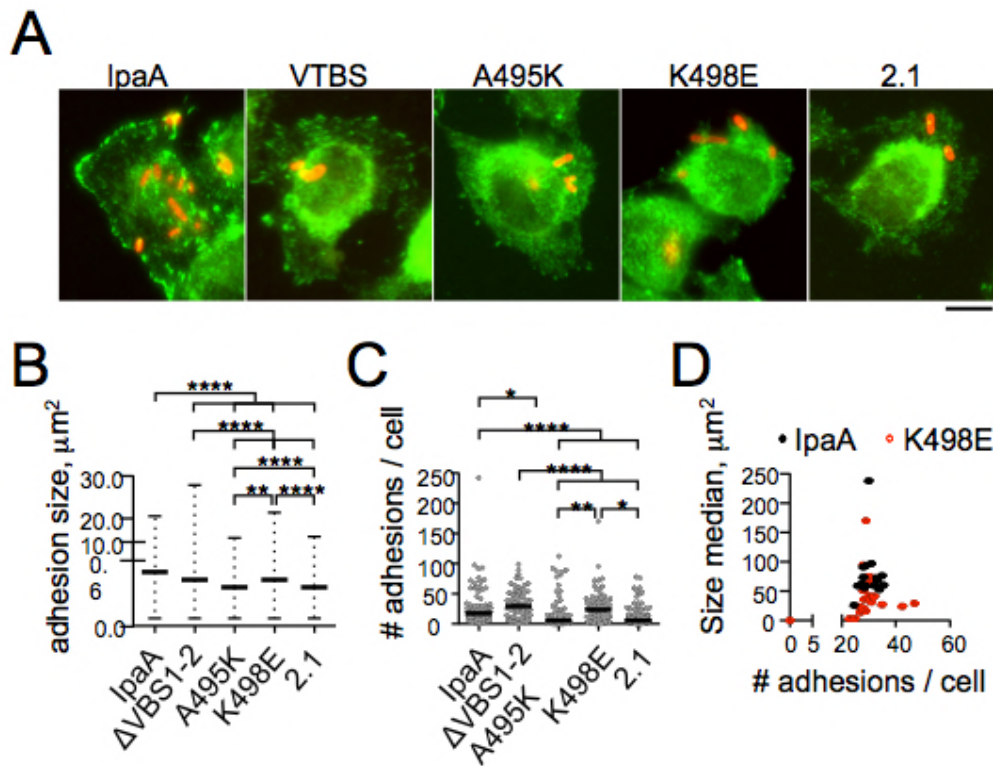 A
IpaA VTBS A495K K498E 2.1
B
adhesion size, μm²
30.0
20.0
10.0
0.
6
0.0
****
****
****
** ****
IpaA
ΔVBS1-2
A495K
K498E
2.1
C
# adhesions / cell
250
200
150
100
50
0
*
****
****
** *
IpaA
ΔVBS1-2
A495K
K498E
2.1
D
IpaA K498E
Size median, μm²
250
200
150
100
50
0
0 5 20 40 60
# adhesions / cell